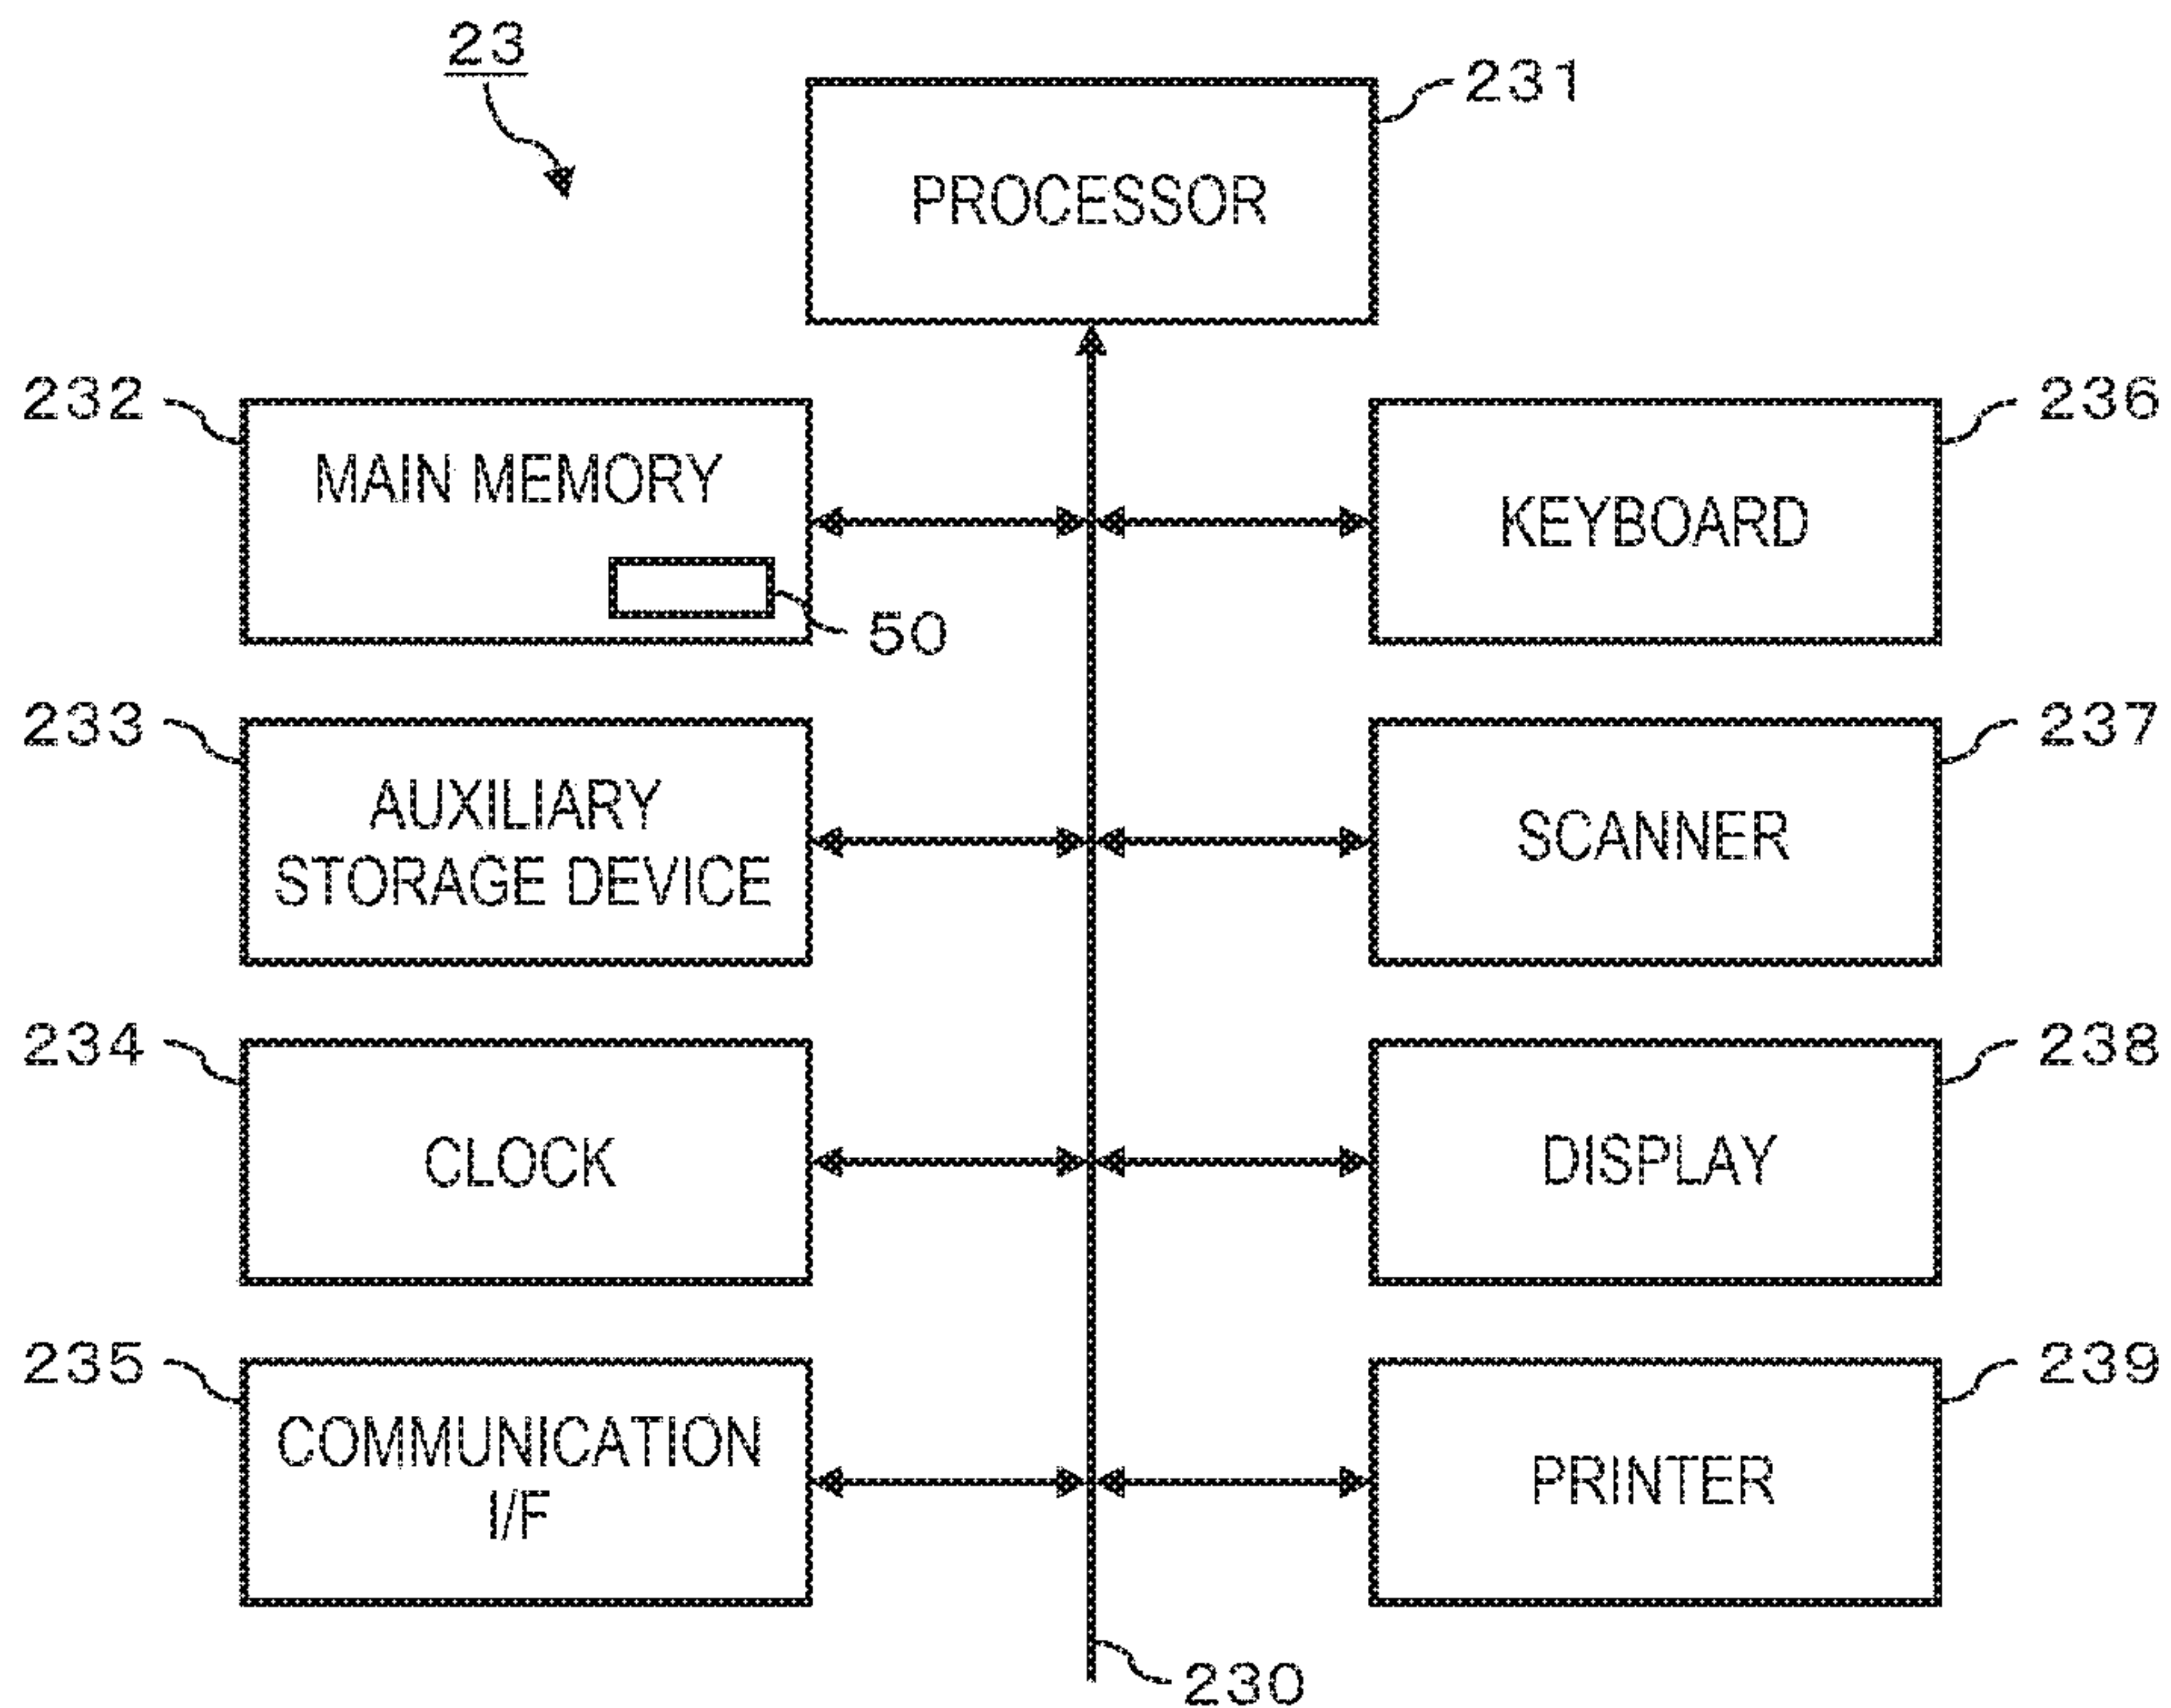 23
231
PROCESSOR
232
MAIN MEMORY
50
236
KEYBOARD
233
AUXILIARY
STORAGE DEVICE
237
SCANNER
234
CLOCK
238
DISPLAY
235
COMMUNICATION
I/F
239
PRINTER
230